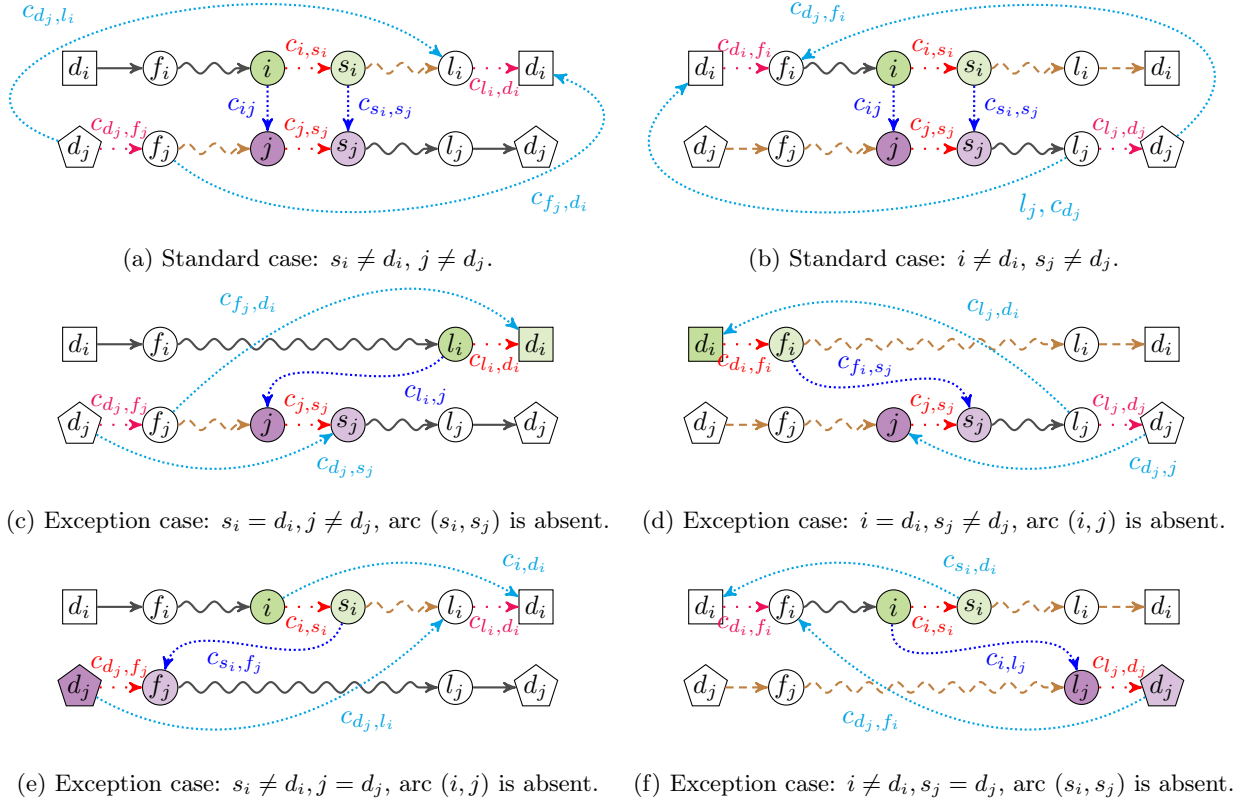 c_{d_j,l_i} c_{d_j,f_i}
d_i f_i i c_{i,s_i} s_i l_i c_{l_i,d_i} d_i
d_i c_{d_i,f_i} f_i i c_{i,s_i} s_i l_i d_i
c_{ij} c_{s_i,s_j} c_{ij} c_{s_i,s_j}
d_j c_{d_j,f_j} f_j j c_{j,s_j} s_j l_j d_j
d_j f_j j c_{j,s_j} s_j l_j c_{l_j,d_j} d_j
c_{f_j,d_i} l_j, c_{d_j}
(a) Standard case: s_i ≠ d_i, j ≠ d_j.
(b) Standard case: i ≠ d_i, s_j ≠ d_j.
c_{f_j,d_i} c_{l_j,d_i}
d_i f_i l_i c_{l_i,d_i} d_i
d_i c_{d_i,f_i} f_i l_i d_i
c_{l_i,j} c_{f_i,s_j}
d_j c_{d_j,f_j} f_j j c_{j,s_j} s_j l_j d_j
d_j f_j j c_{j,s_j} s_j l_j c_{l_j,d_j} d_j
c_{d_j,s_j} c_{d_j,j}
(c) Exception case: s_i = d_i, j ≠ d_j, arc (s_i, s_j) is absent.
(d) Exception case: i = d_i, s_j ≠ d_j, arc (i, j) is absent.
c_{i,d_i} c_{s_i,d_i}
d_i f_i i c_{i,s_i} s_i l_i c_{l_i,d_i} d_i
d_i c_{d_i,f_i} f_i i c_{i,s_i} s_i l_i d_i
c_{s_i,f_j} c_{i,l_j}
d_j c_{d_j,f_j} f_j l_j d_j
d_j f_j l_j c_{l_j,d_j} d_j
c_{d_j,l_i} c_{d_j,f_i}
(e) Exception case: s_i ≠ d_i, j = d_j, arc (i, j) is absent.
(f) Exception case: i ≠ d_i, s_j = d_j, arc (s_i, s_j) is absent.